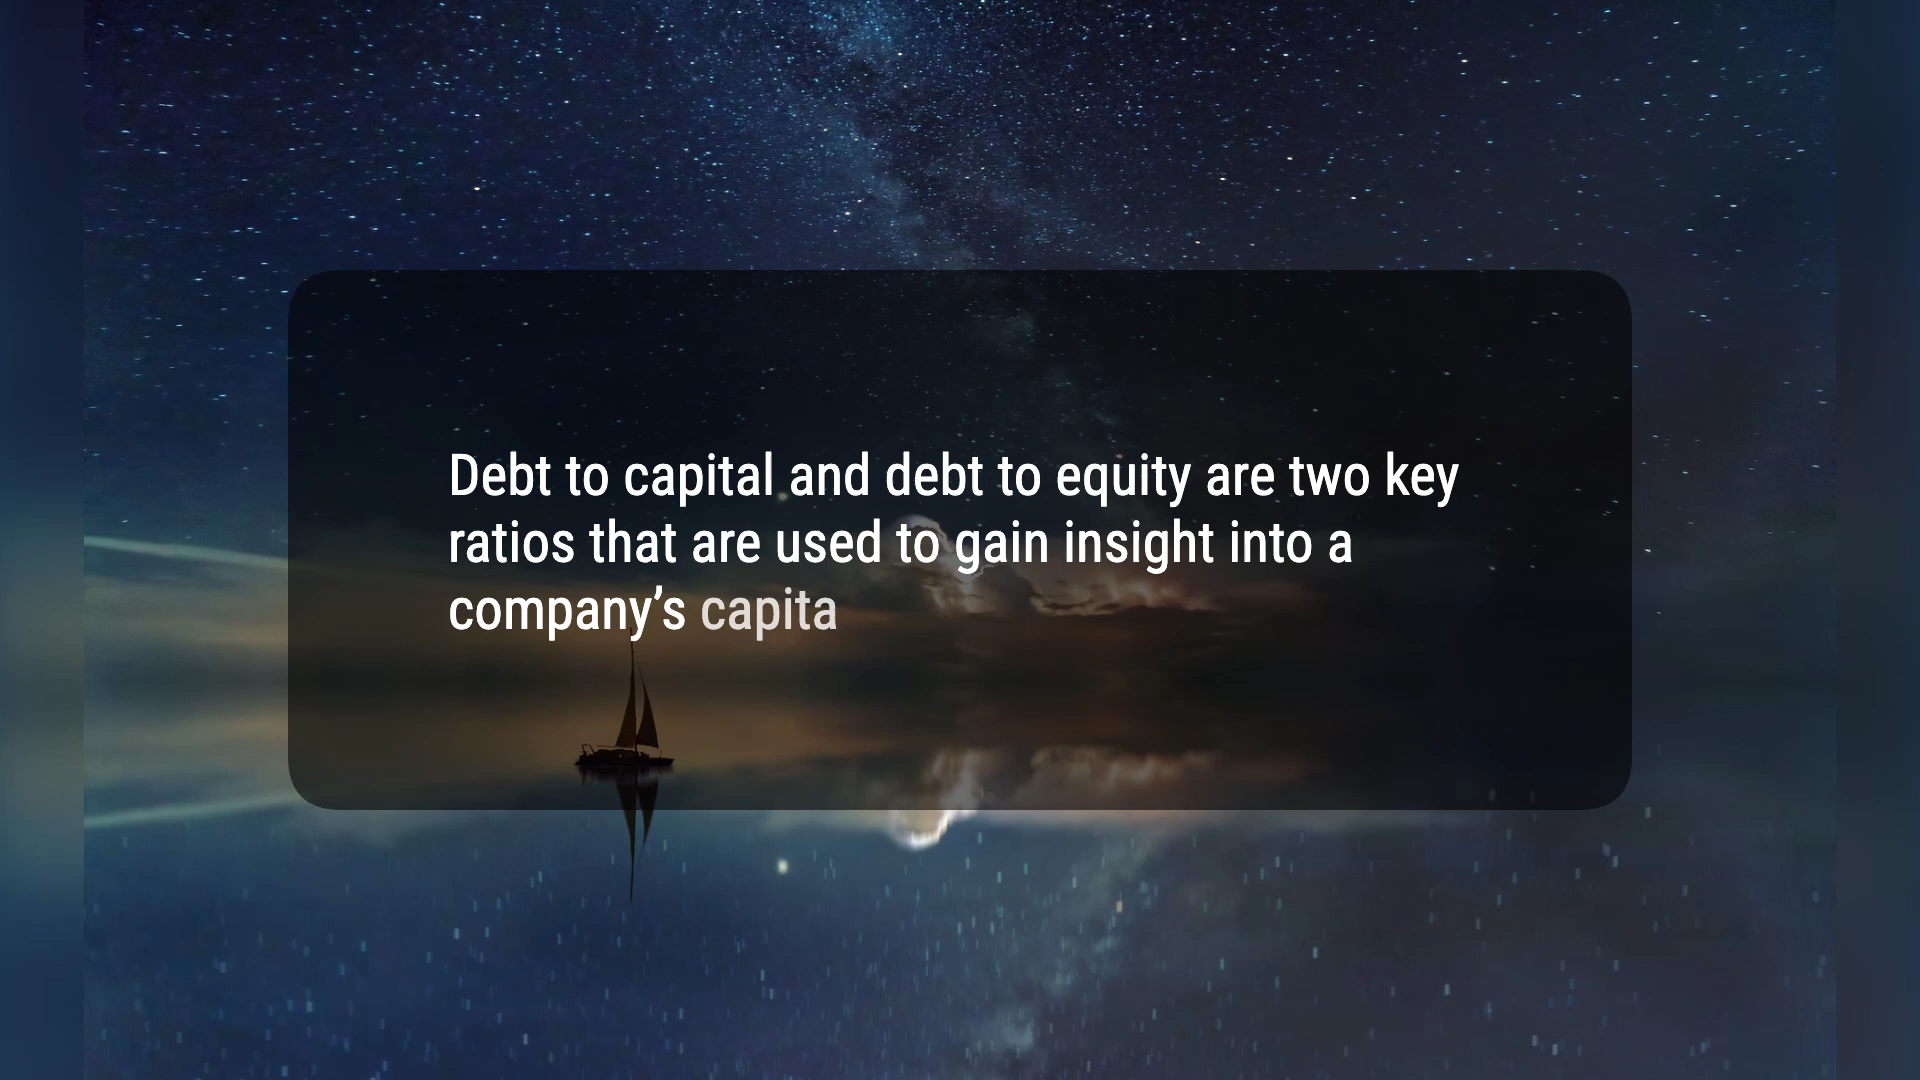 Debt to capital and debt to equity are two key
ratios that are used to gain insight into a
company’s capita